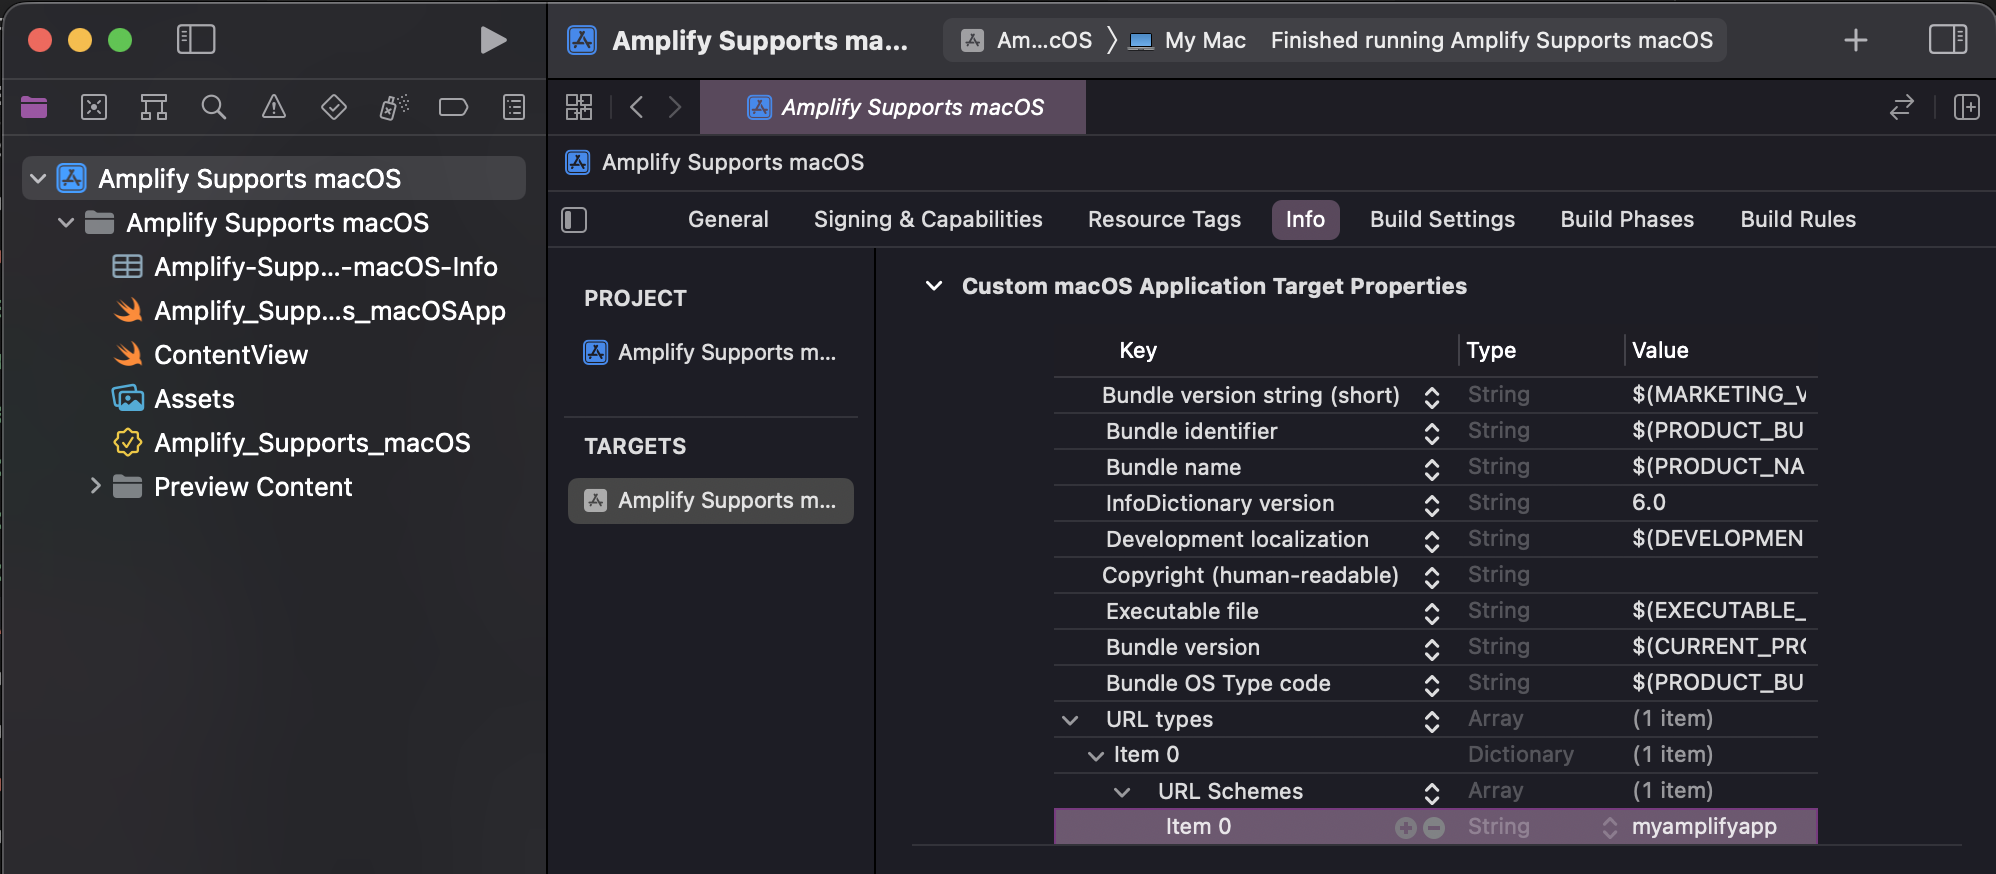 Amplify Supports ma...
Am...cOS
My Mac
Finished running Amplify Supports macOS
Amplify Supports macOS
Amplify Supports macOS
Amplify Supports macOS
Amplify Supports macOS
Amplify-Supp...-macOS-Info
Amplify_Supp...s_macOSApp
ContentView
Assets
Amplify_Supports_macOS
Preview Content
General
Signing & Capabilities
Resource Tags
Info
Build Settings
Build Phases
Build Rules
PROJECT
Amplify Supports m...
TARGETS
Amplify Supports m...
Custom macOS Application Target Properties
Key Type Value
Bundle version string (short) String $(MARKETING_V
Bundle identifier String $(PRODUCT_BU
Bundle name String $(PRODUCT_NA
InfoDictionary version String 6.0
Development localization String $(DEVELOPMEN
Copyright (human-readable) String
Executable file String $(EXECUTABLE_
Bundle version String $(CURRENT_PRO
Bundle OS Type code String $(PRODUCT_BU
URL types Array (1 item)
Item 0 Dictionary (1 item)
URL Schemes Array (1 item)
Item 0 String myamplifyapp